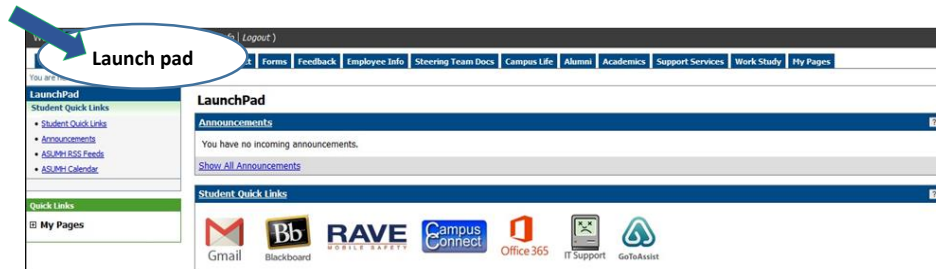 Launch pad
Logout )
Forms Feedback Employee Info Steering Team Docs Campus Life Alumni Academics Support Services Work Study My Pages
You are
LaunchPad
Student Quick Links
• Student Quick Links
• Announcements
• ASUMH RSS Feeds
• ASUMH Calendar
Quick Links
My Pages
LaunchPad
Announcements
You have no incoming announcements.
Show All Announcements
Student Quick Links
Gmail
Bb
Blackboard
RAVE
MOBILE SAFETY
Campus
Connect
Office 365
IT Support
GoToAssist